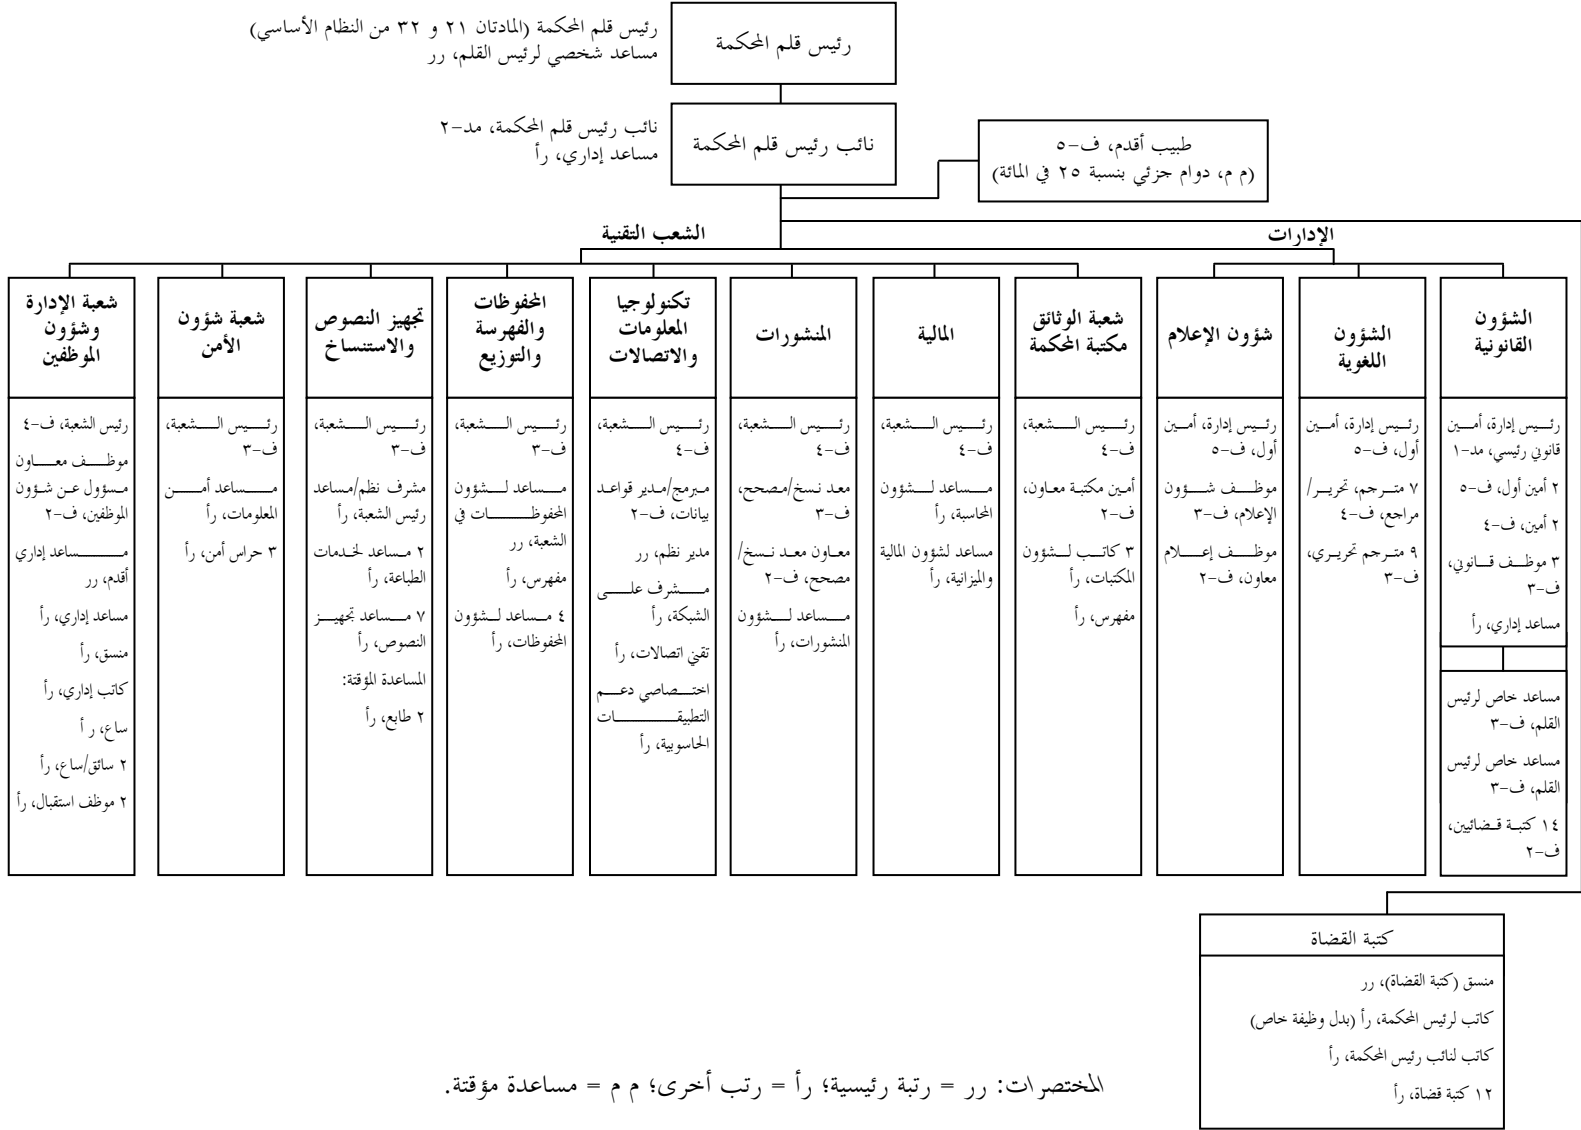 رئيس قلم المحكمة
رئيس قلم المحكمة (المادتان ٢١ و ٣٢ من النظام الأساسي)
مساعد شخصي لرئيس القلم، رر
نائب رئيس قلم المحكمة
نائب رئيس قلم المحكمة، مد-٢
مساعد إداري، رأ
طبيب أقدم، ف-٥
(م م، دوام جزئي بنسبة ٢٥ في المائة)
الإدارات
الشعب التقنية
الشؤون
القانونية
رئيس إدارة، أمين
قانوني رئيسي، مد-١
٢ أمين أول، ف-٥
٢ أمين، ف-٤
٣ موظف قانوني،
ف-٣
مساعد إداري، رأ
مساعد خاص لرئيس
القلم، ف-٣
مساعد خاص لرئيس
القلم، ف-٣
١٤ كتبة قضائيين،
ف-٢
الشؤون
اللغوية
رئيس إدارة، أمين
أول، ف-٥
٧ مترجم، تحرير/
مراجع، ف-٤
٩ مترجم تحريري،
ف-٣
شؤون الإعلام
رئيس إدارة، أمين
أول، ف-٥
موظف شؤون
الإعلام، ف-٣
موظف إعلام
معاون، ف-٢
شعبة الوثائق
مكتبة المحكمة
رئيس الشعبة،
ف-٤
أمين مكتبة معاون،
ف-٢
٣ كاتب لشؤون
المكتبات، رأ
مفهرس، رأ
المالية
رئيس الشعبة،
ف-٤
مساعد لشؤون
المحاسبة، رأ
مساعد لشؤون المالية
والميزانية، رأ
المنشورات
رئيس الشعبة،
ف-٤
معد نسخ/مصحح،
ف-٣
معاون معد نسخ/
مصحح، ف-٢
مساعد لشؤون
المنشورات، رأ
تكنولوجيا
المعلومات
والاتصالات
رئيس الشعبة،
ف-٤
مبرمج/مدير قواعد
بيانات، ف-٢
مدير نظم، رر
مشرف على
الشبكة، رأ
تقني اتصالات، رأ
اختصاصي دعم
التطبيقات
الحاسوبية، رأ
المحفوظات
والفهرسة
والتوزيع
رئيس الشعبة،
ف-٣
مساعد لشؤون
المحفوظات في
الشعبة، رر
مفهرس، رأ
٤ مساعد لشؤون
المحفوظات، رأ
تجهيز النصوص
والاستنساخ
رئيس الشعبة،
ف-٣
مشرف نظم/مساعد
رئيس الشعبة، رأ
٢ مساعد لخدمات
الطباعة، رأ
٧ مساعد تجهيز
النصوص، رأ
المساعدة المؤقتة:
٢ طابع، رأ
شعبة شؤون
الأمن
رئيس الشعبة،
ف-٣
مساعد أمن
المعلومات، رأ
٣ حراس أمن، رأ
شعبة الإدارة
وشؤون
الموظفين
رئيس الشعبة، ف-٤
موظف معاون
مسؤول عن شؤون
الموظفين، ف-٢
مساعد إداري
أقدم، رر
مساعد إداري، رأ
منسق، رأ
كاتب إداري، رأ
ساع، ر أ
٢ سائق/ساع، رأ
٢ موظف استقبال، رأ
كتبة القضاة
منسق (كتبة القضاة)، رر
كاتب لرئيس المحكمة، رأ (بدل وظيفة خاص)
كاتب لنائب رئيس المحكمة، رأ
١٢ كتبة قضاة، رأ
المختصرات: رر = رتبة رئيسية؛ رأ = رتب أخرى؛ م م = مساعدة مؤقتة.